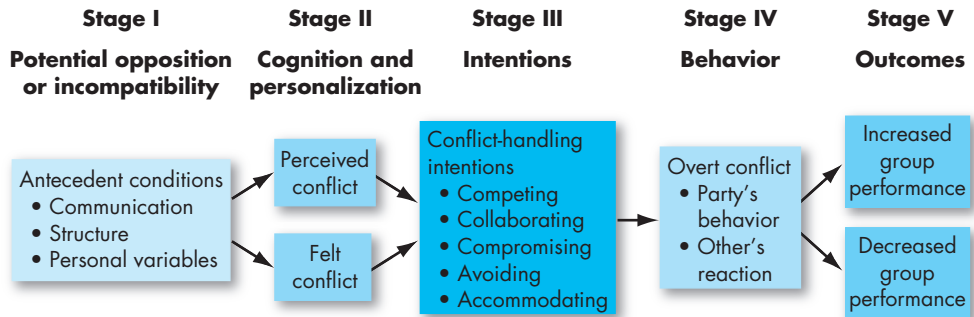 Stage I
Potential opposition
or incompatibility
Stage II
Cognition and
personalization
Stage III
Intentions
Stage IV
Behavior
Stage V
Outcomes
Antecedent conditions
• Communication
• Structure
• Personal variables
Perceived
conflict
Felt
conflict
Conflict-handling
intentions
• Competing
• Collaborating
• Compromising
• Avoiding
• Accommodating
Overt conflict
• Party’s
behavior
• Other’s
reaction
Increased
group
performance
Decreased
group
performance